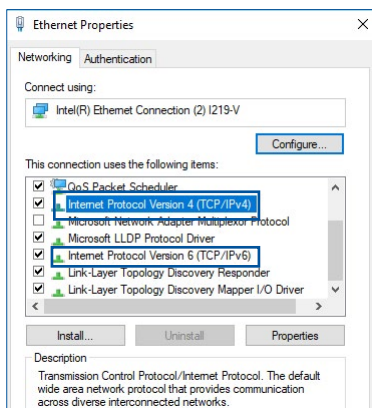 Ethernet Properties
Networking Authentication
Connect using:
Intel(R) Ethernet Connection (2) I219-V
Configure...
This connection uses the following items:
QoS Packet Scheduler
Internet Protocol Version 4 (TCP/IPv4)
Microsoft Network Adapter Multiplexor Protocol
Microsoft LLDP Protocol Driver
Internet Protocol Version 6 (TCP/IPv6)
Link-Layer Topology Discovery Responder
Link-Layer Topology Discovery Mapper I/O Driver
Install... Uninstall Properties
Description
Transmission Control Protocol/Internet Protocol. The default
wide area network protocol that provides communication
across diverse interconnected networks.